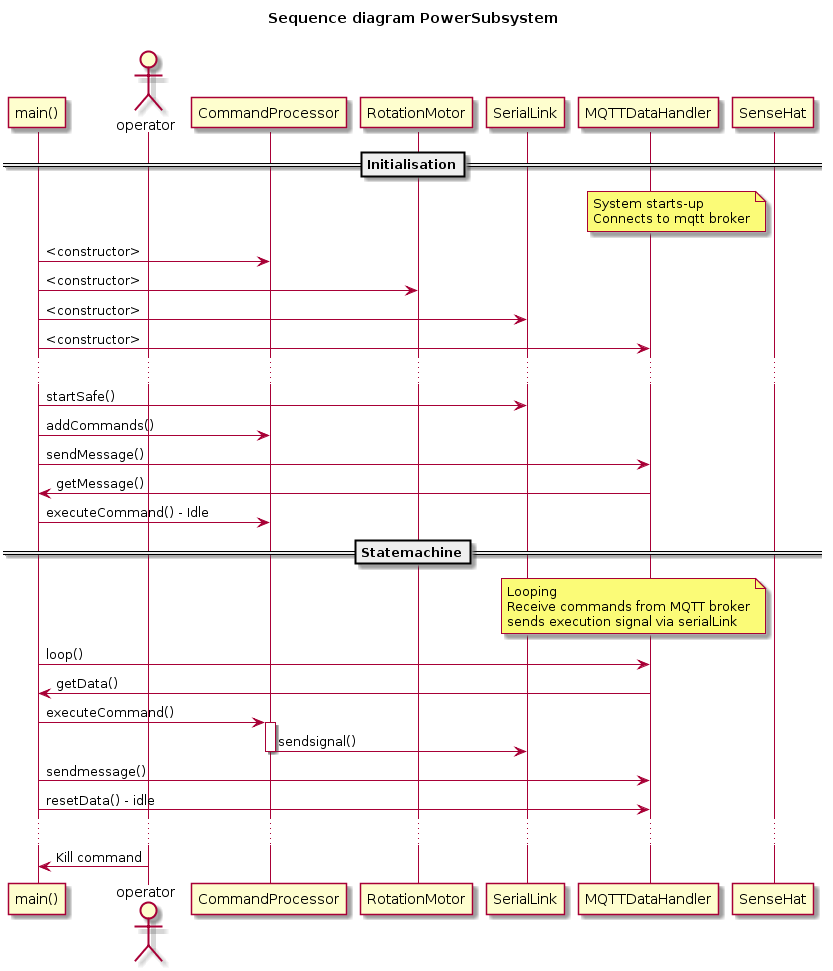 Sequence diagram PowerSubsystem
main()
operator
CommandProcessor
RotationMotor
SerialLink
MQTTDataHandler
SenseHat
Initialisation
System starts-up
Connects to mqtt broker
<constructor>
<constructor>
<constructor>
<constructor>
startSafe()
addCommands()
sendMessage()
getMessage()
executeCommand() - Idle
Statemachine
Looping
Receive commands from MQTT broker
sends execution signal via serialLink
loop()
getData()
executeCommand()
sendsignal()
sendmessage()
resetData() - idle
Kill command
main()
operator
CommandProcessor
RotationMotor
SerialLink
MQTTDataHandler
SenseHat